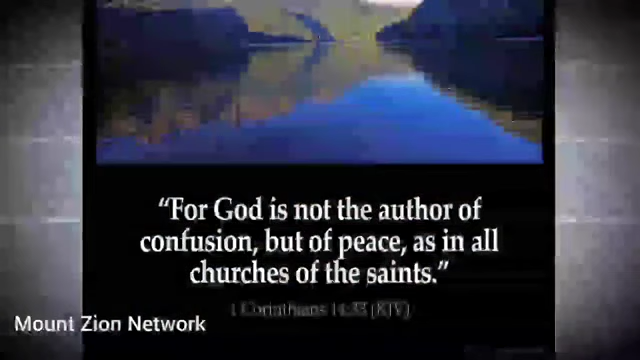 “For God is not the author of
confusion, but of peace, as in all
churches of the saints.”
1 Corinthians 14:33 (KJV)
Mount Zion Network